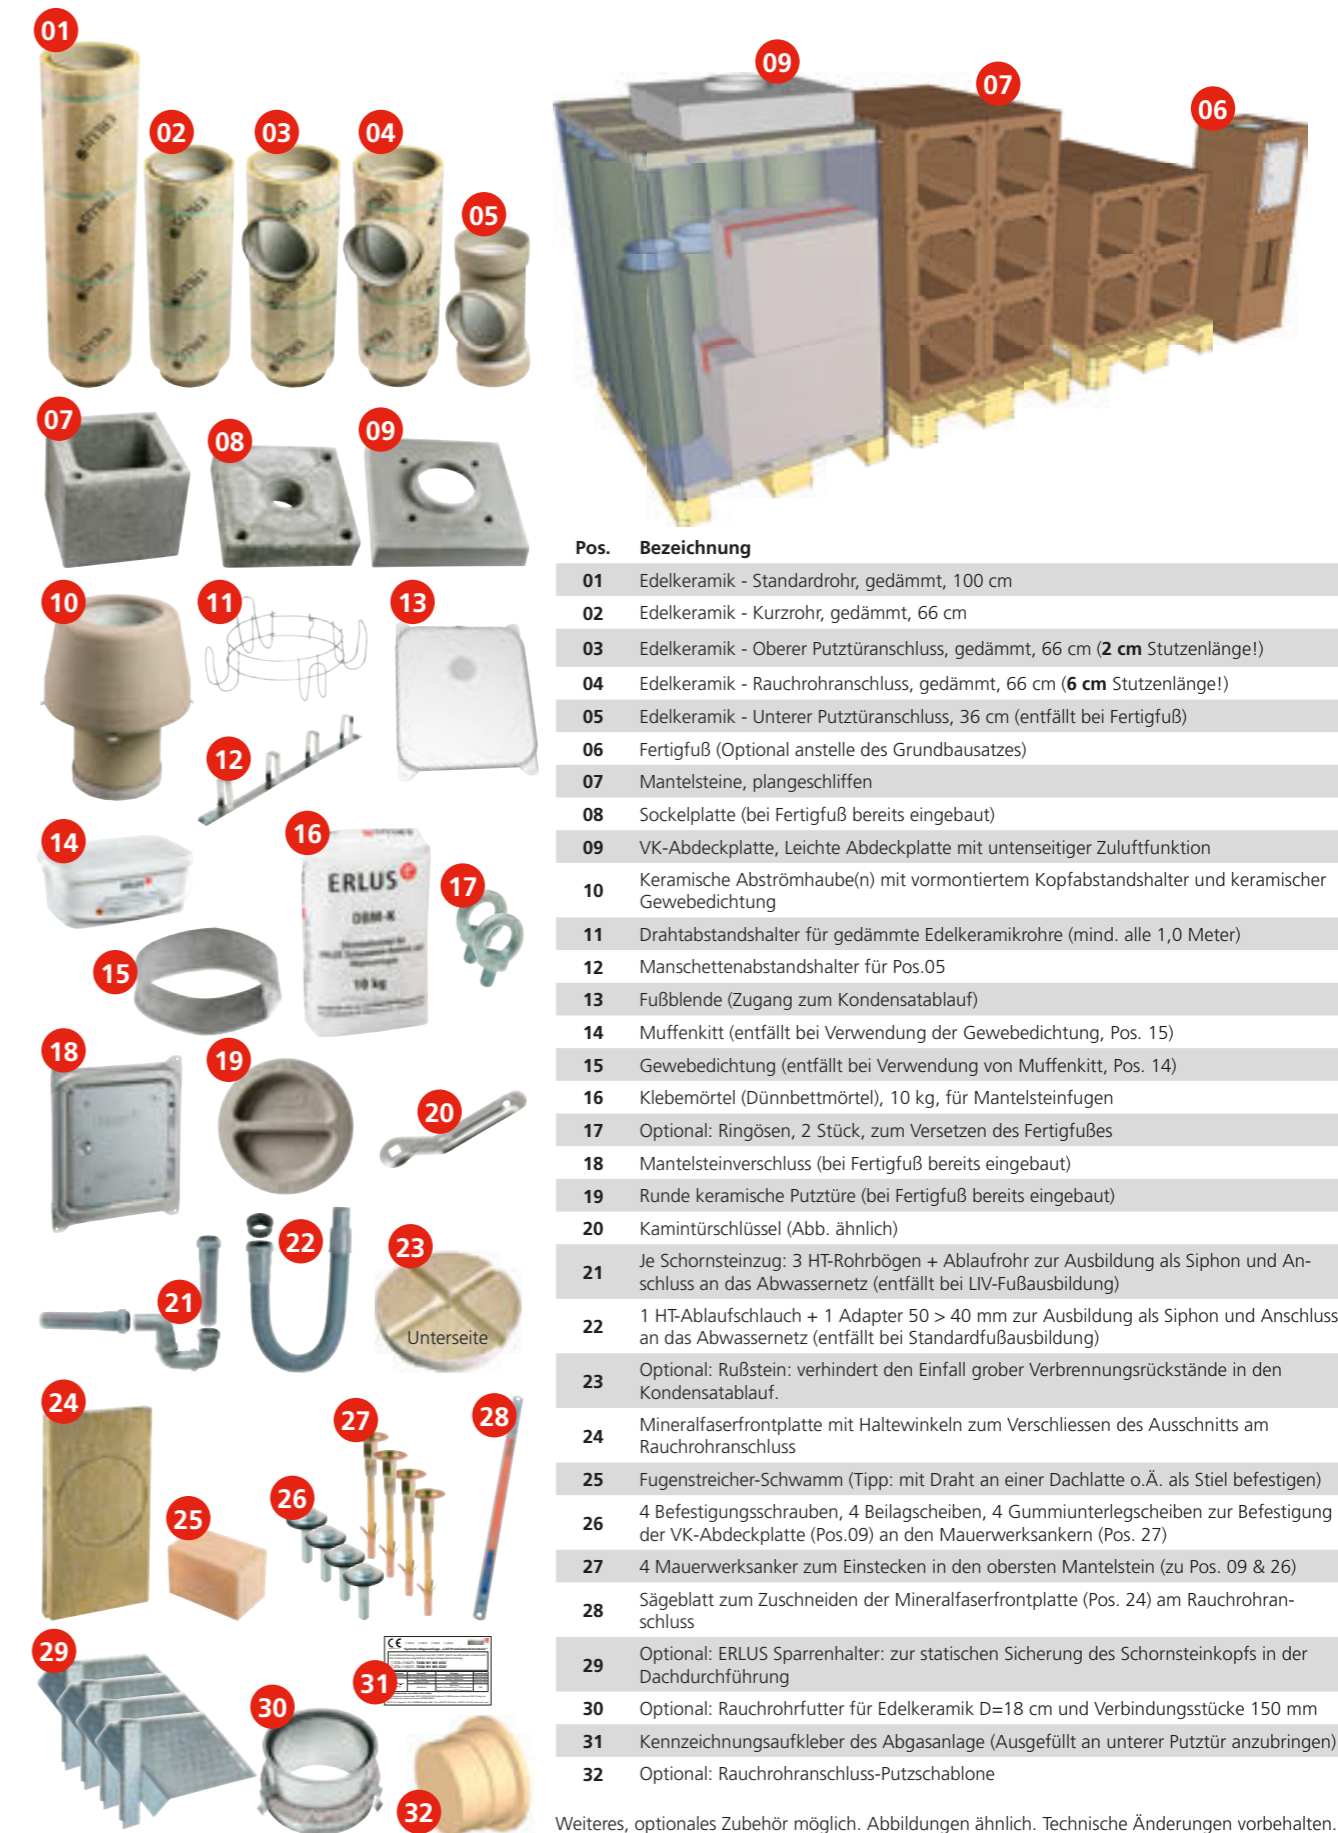 01
02
03
04
05
09
07
06
07
08
09
10
11
13
12
14
16
17
15
ERLUS
ERLUS
DBM-K
10 kg
18
19
20
21
22
23
Unterseite
24
25
26
27
28
29
30
31
32
CE
Pos. Bezeichnung
01 Edelkeramik - Standardrohr, gedämmt, 100 cm
02 Edelkeramik - Kurzrohr, gedämmt, 66 cm
03 Edelkeramik - Oberer Putztüranschluss, gedämmt, 66 cm (2 cm Stutzenlänge!)
04 Edelkeramik - Rauchrohranschluss, gedämmt, 66 cm (6 cm Stutzenlänge!)
05 Edelkeramik - Unterer Putztüranschluss, 36 cm (entfällt bei Fertigfuß)
06 Fertigfuß (Optional anstelle des Grundbausatzes)
07 Mantelsteine, plangeschliffen
08 Sockelplatte (bei Fertigfuß bereits eingebaut)
09 VK-Abdeckplatte, Leichte Abdeckplatte mit untenseitiger Zuluftfunktion
10 Keramische Abströmhaube(n) mit vormontiertem Kopfabstandshalter und keramischer
Gewebedichtung
11 Drahtabstandshalter für gedämmte Edelkeramikrohre (mind. alle 1,0 Meter)
12 Manschettenabstandshalter für Pos.05
13 Fußblende (Zugang zum Kondensatablauf)
14 Muffenkitt (entfällt bei Verwendung der Gewebedichtung, Pos. 15)
15 Gewebedichtung (entfällt bei Verwendung von Muffenkitt, Pos. 14)
16 Klebemörtel (Dünnbettmörtel), 10 kg, für Mantelsteinfugen
17 Optional: Ringösen, 2 Stück, zum Versetzen des Fertigfußes
18 Mantelsteinverschluss (bei Fertigfuß bereits eingebaut)
19 Runde keramische Putztüre (bei Fertigfuß bereits eingebaut)
20 Kamintürschlüssel (Abb. ähnlich)
21 Je Schornsteinzug: 3 HT-Rohrbögen + Ablaufrohr zur Ausbildung als Siphon und An-
schluss an das Abwassernetz (entfällt bei LIV-Fußausbildung)
22 1 HT-Ablaufschlauch + 1 Adapter 50 > 40 mm zur Ausbildung als Siphon und Anschluss
an das Abwassernetz (entfällt bei Standardfußausbildung)
23 Optional: Rußstein: verhindert den Einfall grober Verbrennungsrückstände in den
Kondensatablauf.
24 Mineralfaserfrontplatte mit Haltewinkeln zum Verschliessen des Ausschnitts am
Rauchrohranschluss
25 Fugenstreicher-Schwamm (Tipp: mit Draht an einer Dachlatte o.Ä. als Stiel befestigen)
26 4 Befestigungsschrauben, 4 Beilagscheiben, 4 Gummiunterlegscheiben zur Befestigung
der VK-Abdeckplatte (Pos.09) an den Mauerwerksankern (Pos. 27)
27 4 Mauerwerksanker zum Einstecken in den obersten Mantelstein (zu Pos. 09 & 26)
28 Sägeblatt zum Zuschneiden der Mineralfaserfrontplatte (Pos. 24) am Rauchrohran-
schluss
29 Optional: ERLUS Sparrenhalter: zur statischen Sicherung des Schornsteinkopfs in der
Dachdurchführung
30 Optional: Rauchrohrfutter für Edelkeramik D=18 cm und Verbindungsstücke 150 mm
31 Kennzeichnungsaufkleber des Abgasanlage (Ausgefüllt an unterer Putztür anzubringen)
32 Optional: Rauchrohranschluss-Putzschablone
Weiteres, optionales Zubehör möglich. Abbildungen ähnlich. Technische Änderungen vorbehalten.